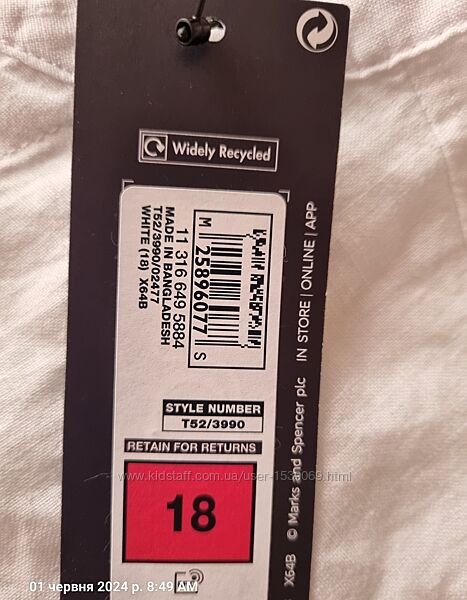 Widely Recycled
M 25896077 S
11 316 649 5884
MADE IN BANGLADESH
T52/3990/02477
WHITE (18) X64B
STYLE NUMBER
T52/3990
RETAIN FOR RETURNS
18
X64B © Marks and Spencer plc IN STORE | ONLINE | APP
www.kidstaff.com.ua/user-1538069.html
01 червня 2024 р. 8:49 AM